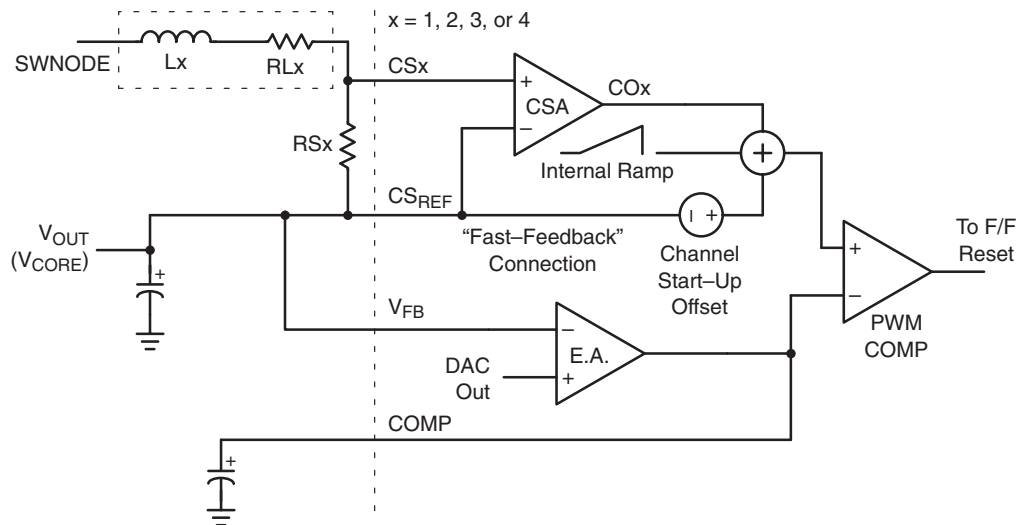 x = 1, 2, 3, or 4
SWNODE
Lx
RLx
CSx
COx
+
CSA
−
RSx
Internal Ramp
+
CSREF
− +
"Fast–Feedback"
Connection
Channel
Start–Up
Offset
VOUT
(VCORE)
+
To F/F
Reset
+
−
PWM
COMP
VFB
−
E.A.
+
DAC
Out
COMP
+